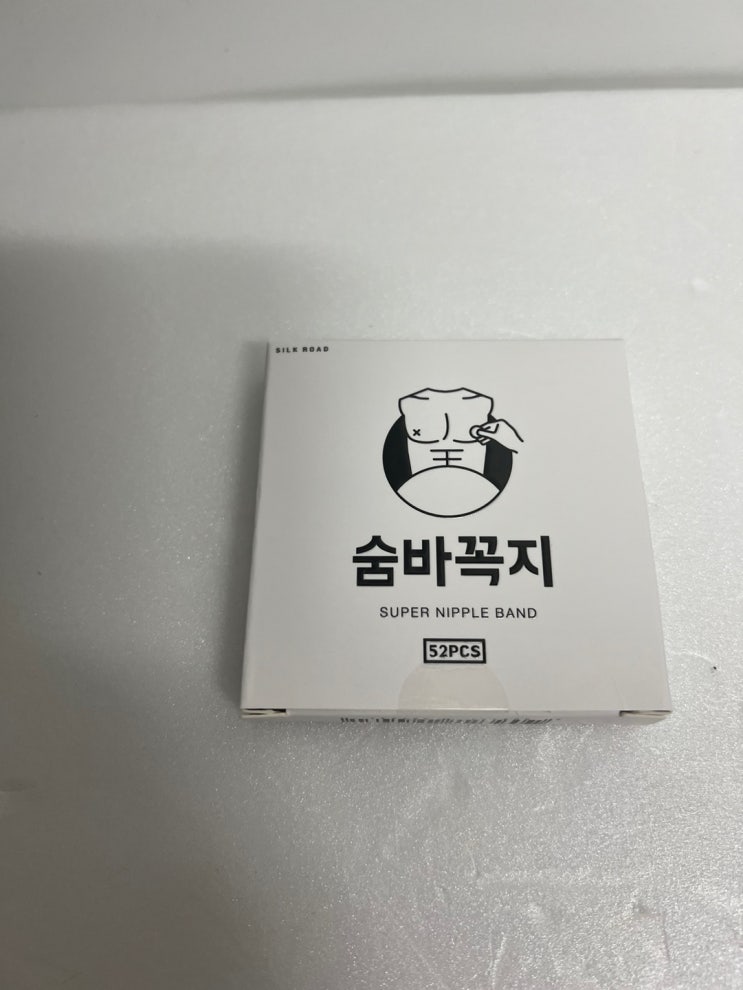 SILK ROAD
숨바꼭지
SUPER NIPPLE BAND
52PCS